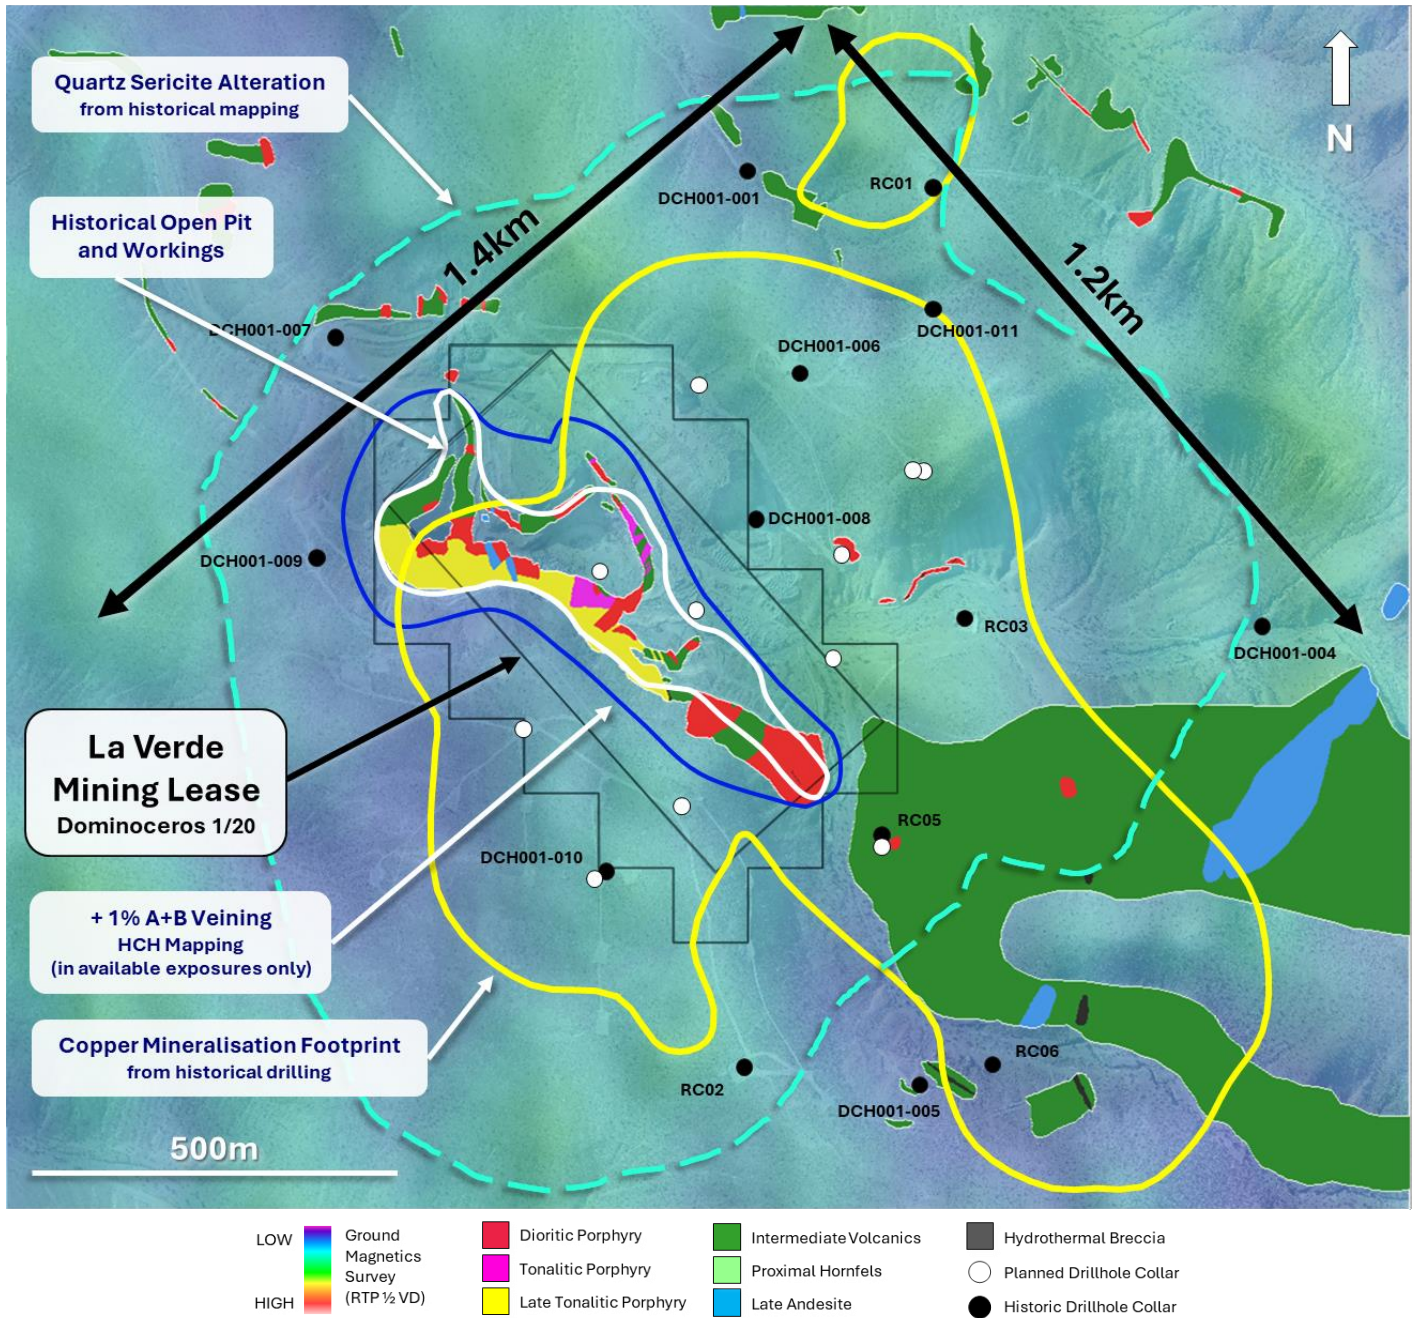 Quartz Sericite Alteration
from historical mapping
N
RC01
DCH001-001
Historical Open Pit
and Workings
1.4km
1.2km
DCH001-007
DCH001-011
DCH001-006
DCH001-008
DCH001-009
RC03
DCH001-004
La Verde
Mining Lease
Dominoceros 1/20
RC05
DCH001-010
+ 1% A+B Veining
HCH Mapping
(in available exposures only)
Copper Mineralisation Footprint
from historical drilling
RC06
RC02
DCH001-005
500m
LOW
HIGH
Ground
Magnetics
Survey
(RTP ½ VD)
Dioritic Porphyry
Tonalitic Porphyry
Late Tonalitic Porphyry
Intermediate Volcanics
Proximal Hornfels
Late Andesite
Hydrothermal Breccia
Planned Drillhole Collar
Historic Drillhole Collar